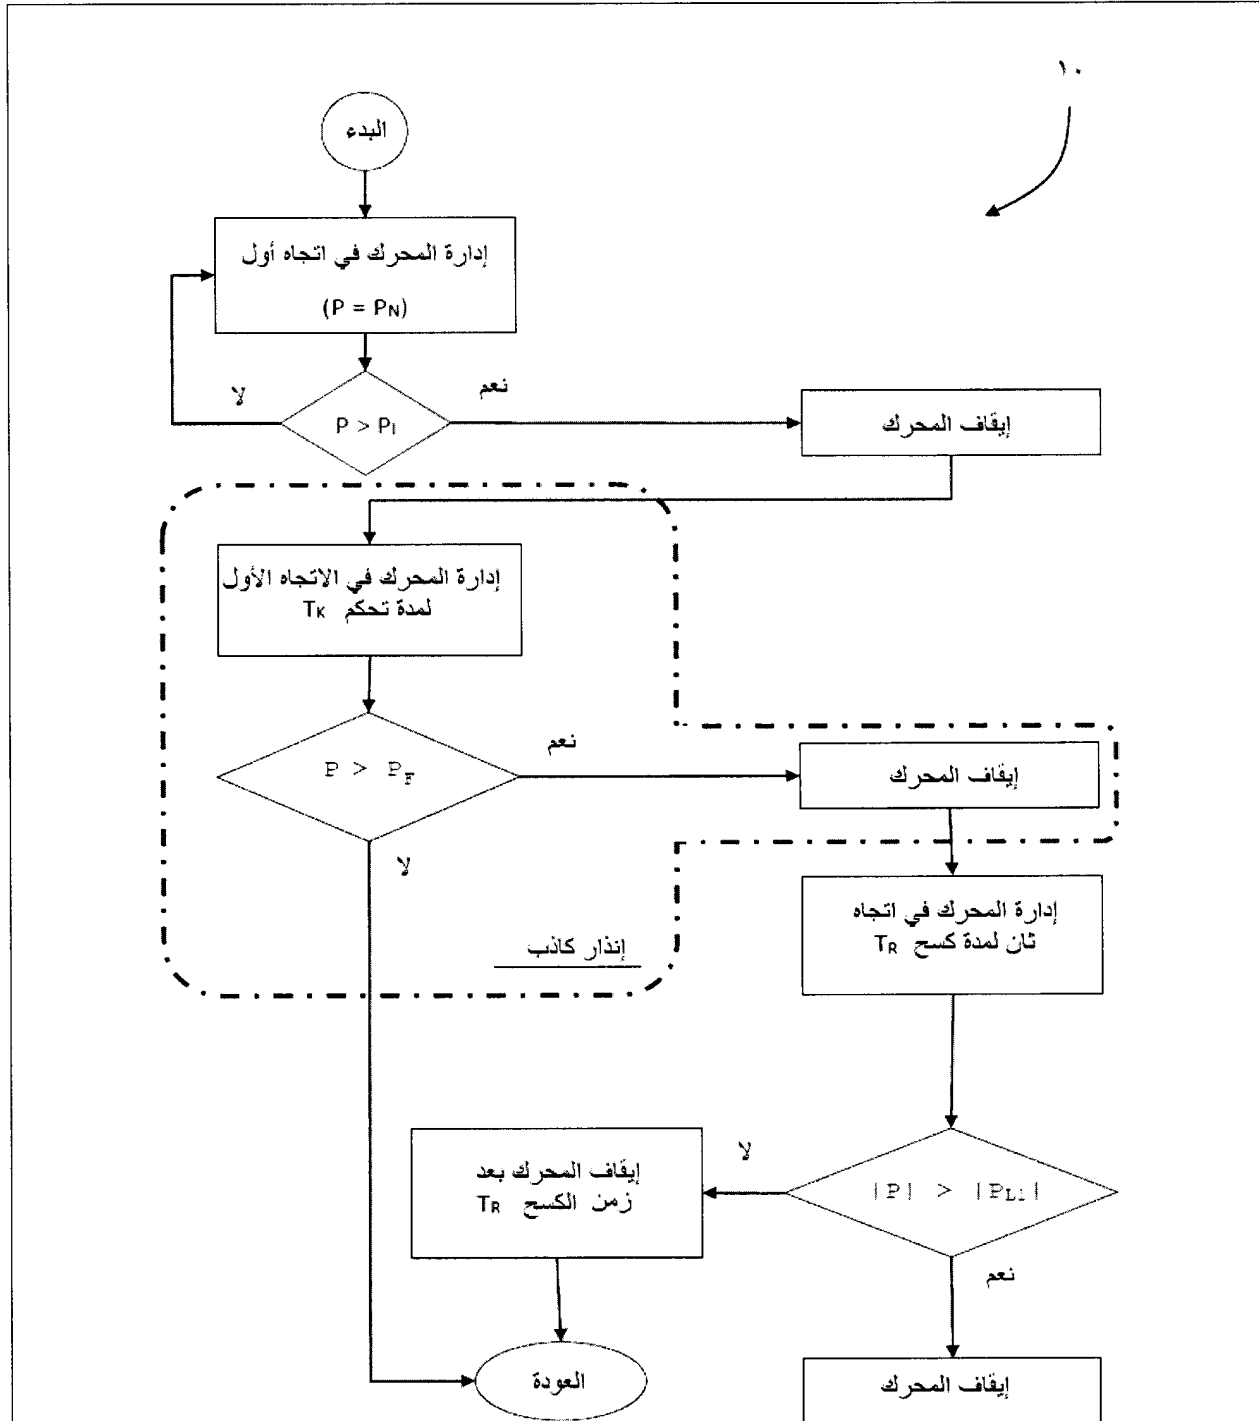 ١٠
البدء
إدارة المحرك في اتجاه أول
(P = PN)
لا
نعم
P > PI
إيقاف المحرك
إدارة المحرك في الاتجاه الأول
لمدة تحكم TK
نعم
P > PF
إيقاف المحرك
لا
إدارة المحرك في اتجاه
ثان لمدة كسح TR
إنذار كاذب
لا
إيقاف المحرك بعد
زمن الكسح TR
|P| > |PL1|
نعم
العودة
إيقاف المحرك